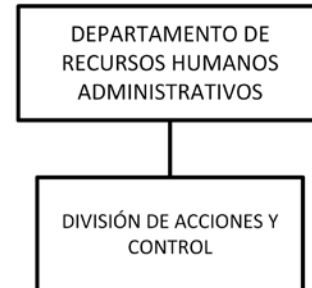 DEPARTAMENTO DE
RECURSOS HUMANOS
ADMINISTRATIVOS
DIVISIÓN DE ACCIONES Y
CONTROL